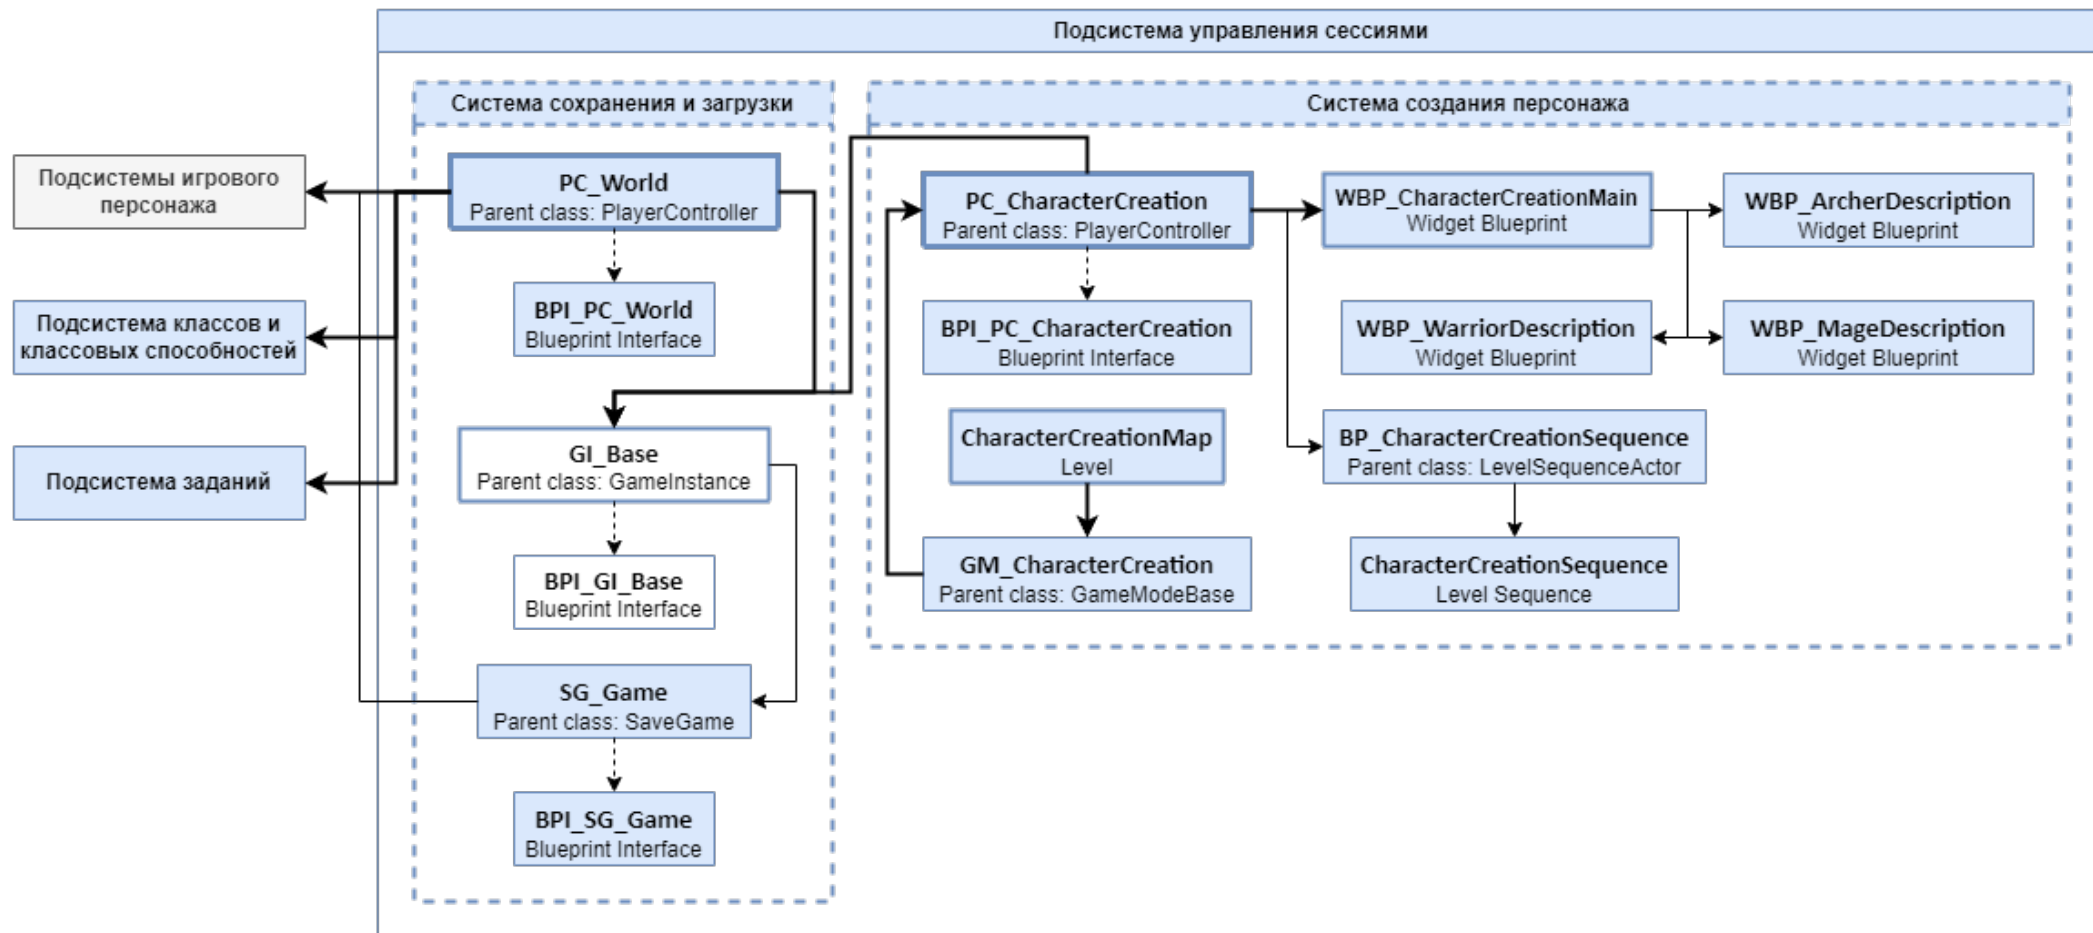 Подсистема управления сессиями
Система сохранения и загрузки
Система создания персонажа
Подсистемы игрового
персонажа
Подсистема классов и
классовых способностей
Подсистема заданий
PC_World
Parent class: PlayerController
BPI_PC_World
Blueprint Interface
GI_Base
Parent class: GameInstance
BPI_GI_Base
Blueprint Interface
SG_Game
Parent class: SaveGame
BPI_SG_Game
Blueprint Interface
PC_CharacterCreation
Parent class: PlayerController
BPI_PC_CharacterCreation
Blueprint Interface
CharacterCreationMap
Level
GM_CharacterCreation
Parent class: GameModeBase
WBP_CharacterCreationMain
Widget Blueprint
WBP_ArcherDescription
Widget Blueprint
WBP_WarriorDescription
Widget Blueprint
WBP_MageDescription
Widget Blueprint
BP_CharacterCreationSequence
Parent class: LevelSequenceActor
CharacterCreationSequence
Level Sequence